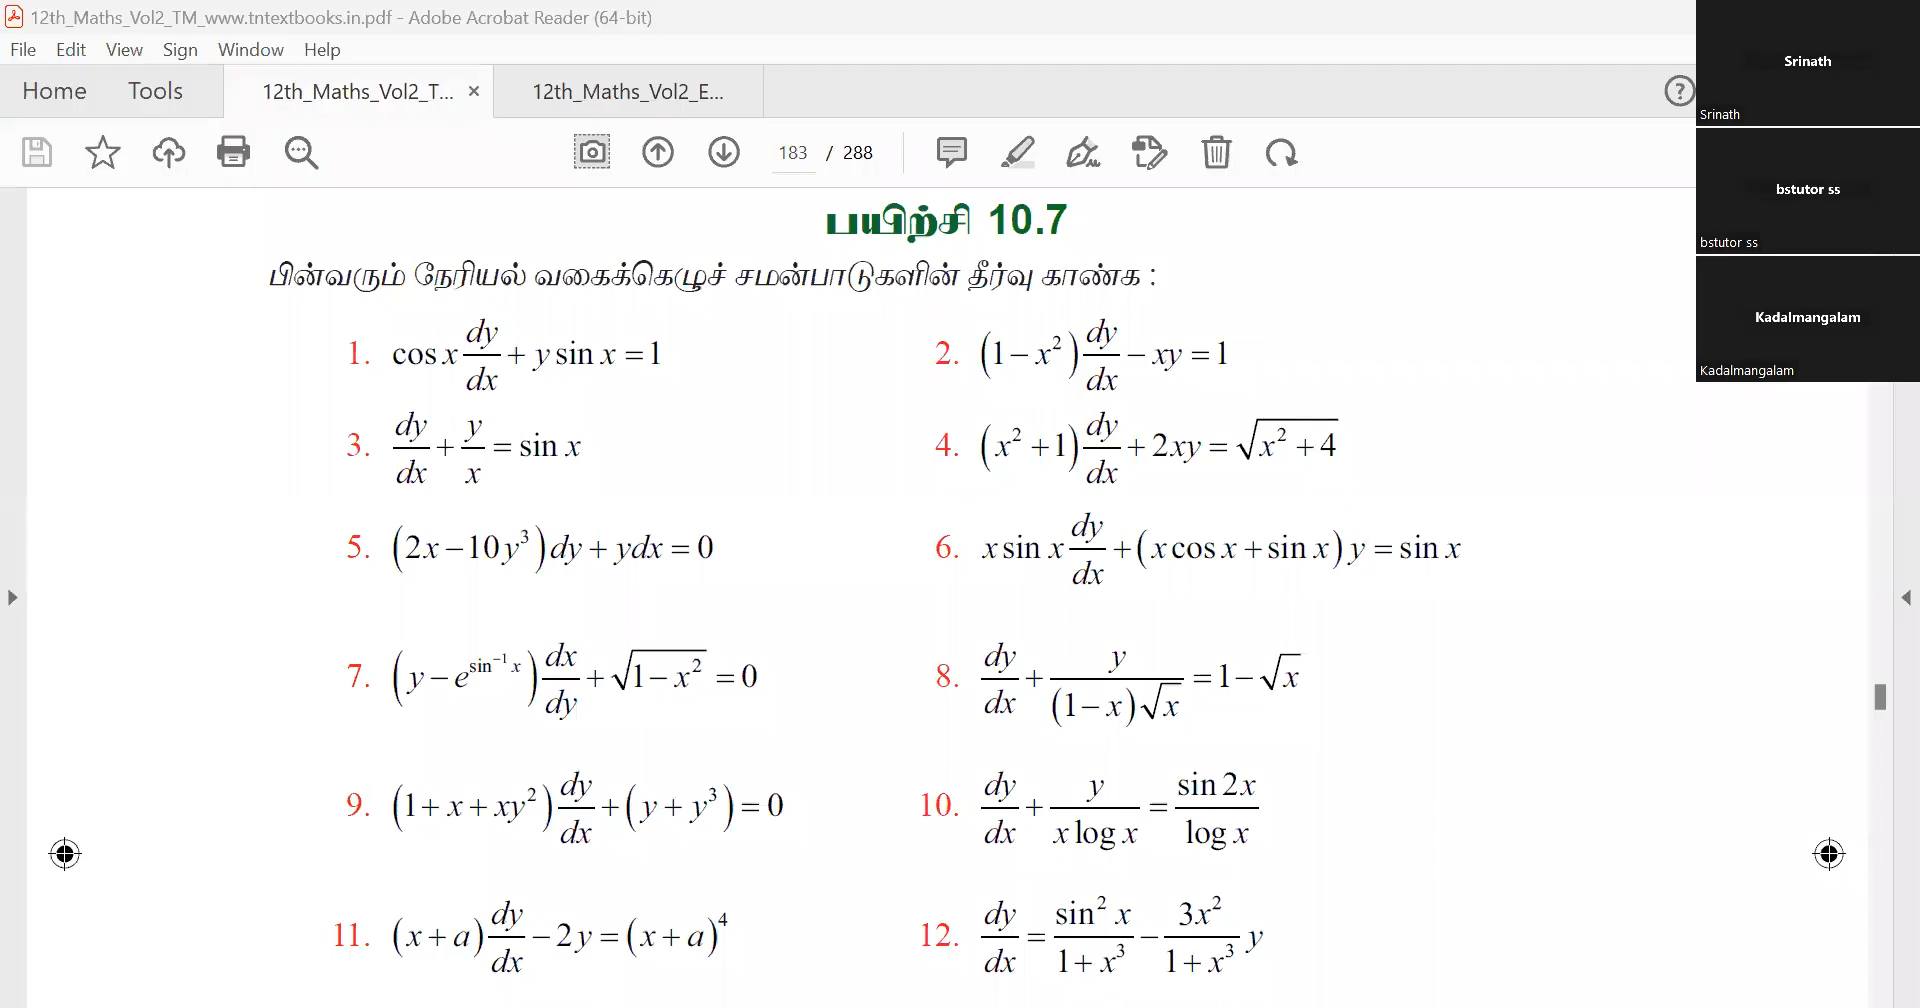 12th_Maths_Vol2_TM_www.tntextbooks.in.pdf - Adobe Acrobat Reader (64-bit)
File Edit View Sign Window Help
Home Tools 12th_Maths_Vol2_T... × 12th_Maths_Vol2_E... ?
183 / 288
Srinath
Srinath
bstutor ss
bstutor ss
Kadalmangalam
Kadalmangalam
பயிற்சி 10.7
பின்வரும் நேரியல் வகைக்கெழுச் சமன்பாடுகளின் தீர்வு காண்க :
1. cos x dy/dx + y sin x = 1
2. (1 − x²) dy/dx − xy = 1
3. dy/dx + y/x = sin x
4. (x² + 1) dy/dx + 2xy = √(x² + 4)
5. (2x − 10y³) dy + ydx = 0
6. x sin x dy/dx + (x cos x + sin x) y = sin x
7. (y − e^(sin⁻¹ x)) dx/dy + √(1 − x²) = 0
8. dy/dx + y/((1 − x)√x) = 1 − √x
9. (1 + x + xy²) dy/dx + (y + y³) = 0
10. dy/dx + y/(x log x) = sin 2x/log x
11. (x + a) dy/dx − 2y = (x + a)⁴
12. dy/dx = sin² x/(1 + x³) − 3x²/(1 + x³) y